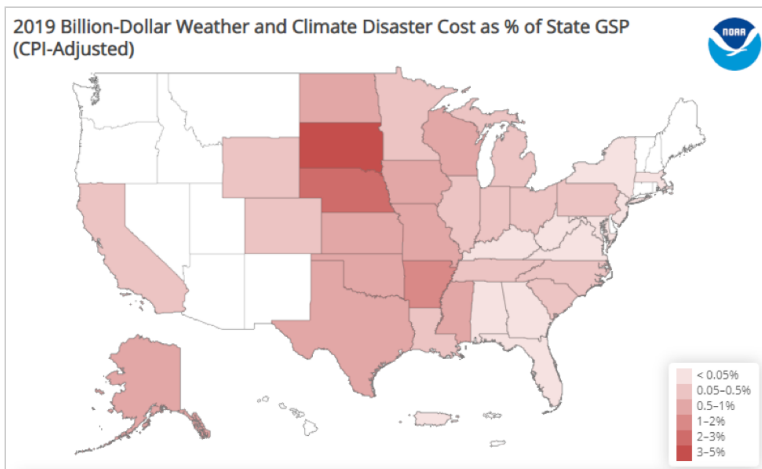 2019 Billion-Dollar Weather and Climate Disaster Cost as % of State GSP
(CPI-Adjusted)
NOAA
< 0.05%
0.05–0.5%
0.5–1%
1–2%
2–3%
3–5%